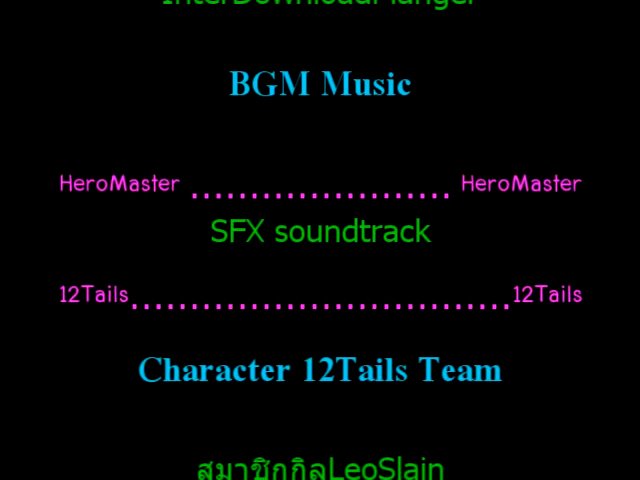 InterDownloadManger
BGM Music
HeroMaster ...................... HeroMaster
SFX soundtrack
12Tails................................12Tails
Character 12Tails Team
สมาชิกกิลLeoSlain